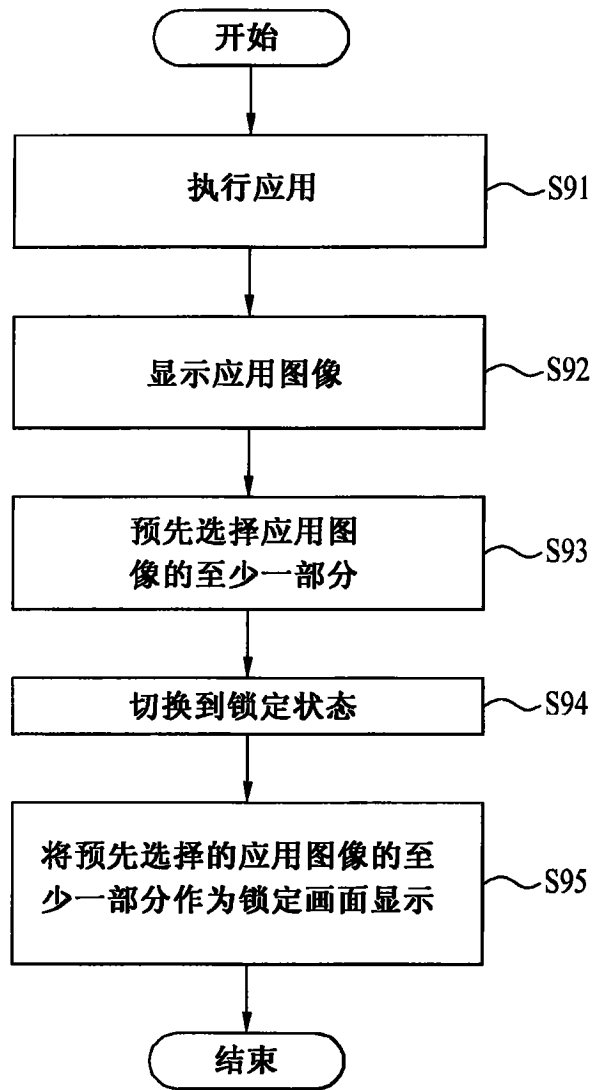 开始
执行应用
S91
显示应用图像
S92
预先选择应用图
像的至少一部分
S93
切换到锁定状态
S94
将预先选择的应用图像的至
少一部分作为锁定画面显示
S95
结束